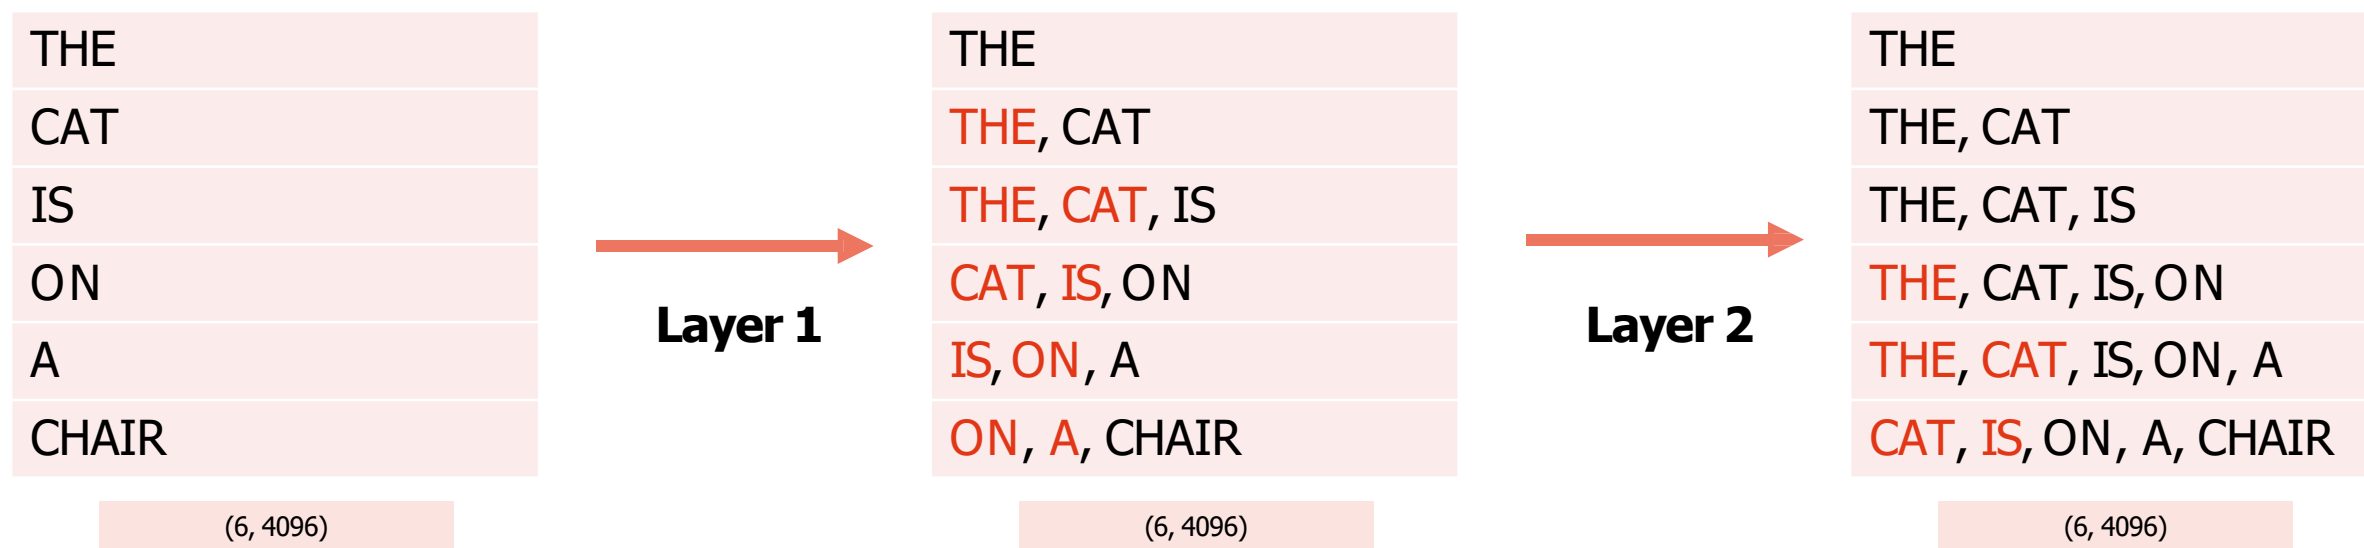 THE
CAT
IS
ON
A
CHAIR
(6, 4096)
Layer 1
THE
THE, CAT
THE, CAT, IS
CAT, IS, ON
IS, ON, A
ON, A, CHAIR
(6, 4096)
Layer 2
THE
THE, CAT
THE, CAT, IS
THE, CAT, IS, ON
THE, CAT, IS, ON, A
CAT, IS, ON, A, CHAIR
(6, 4096)